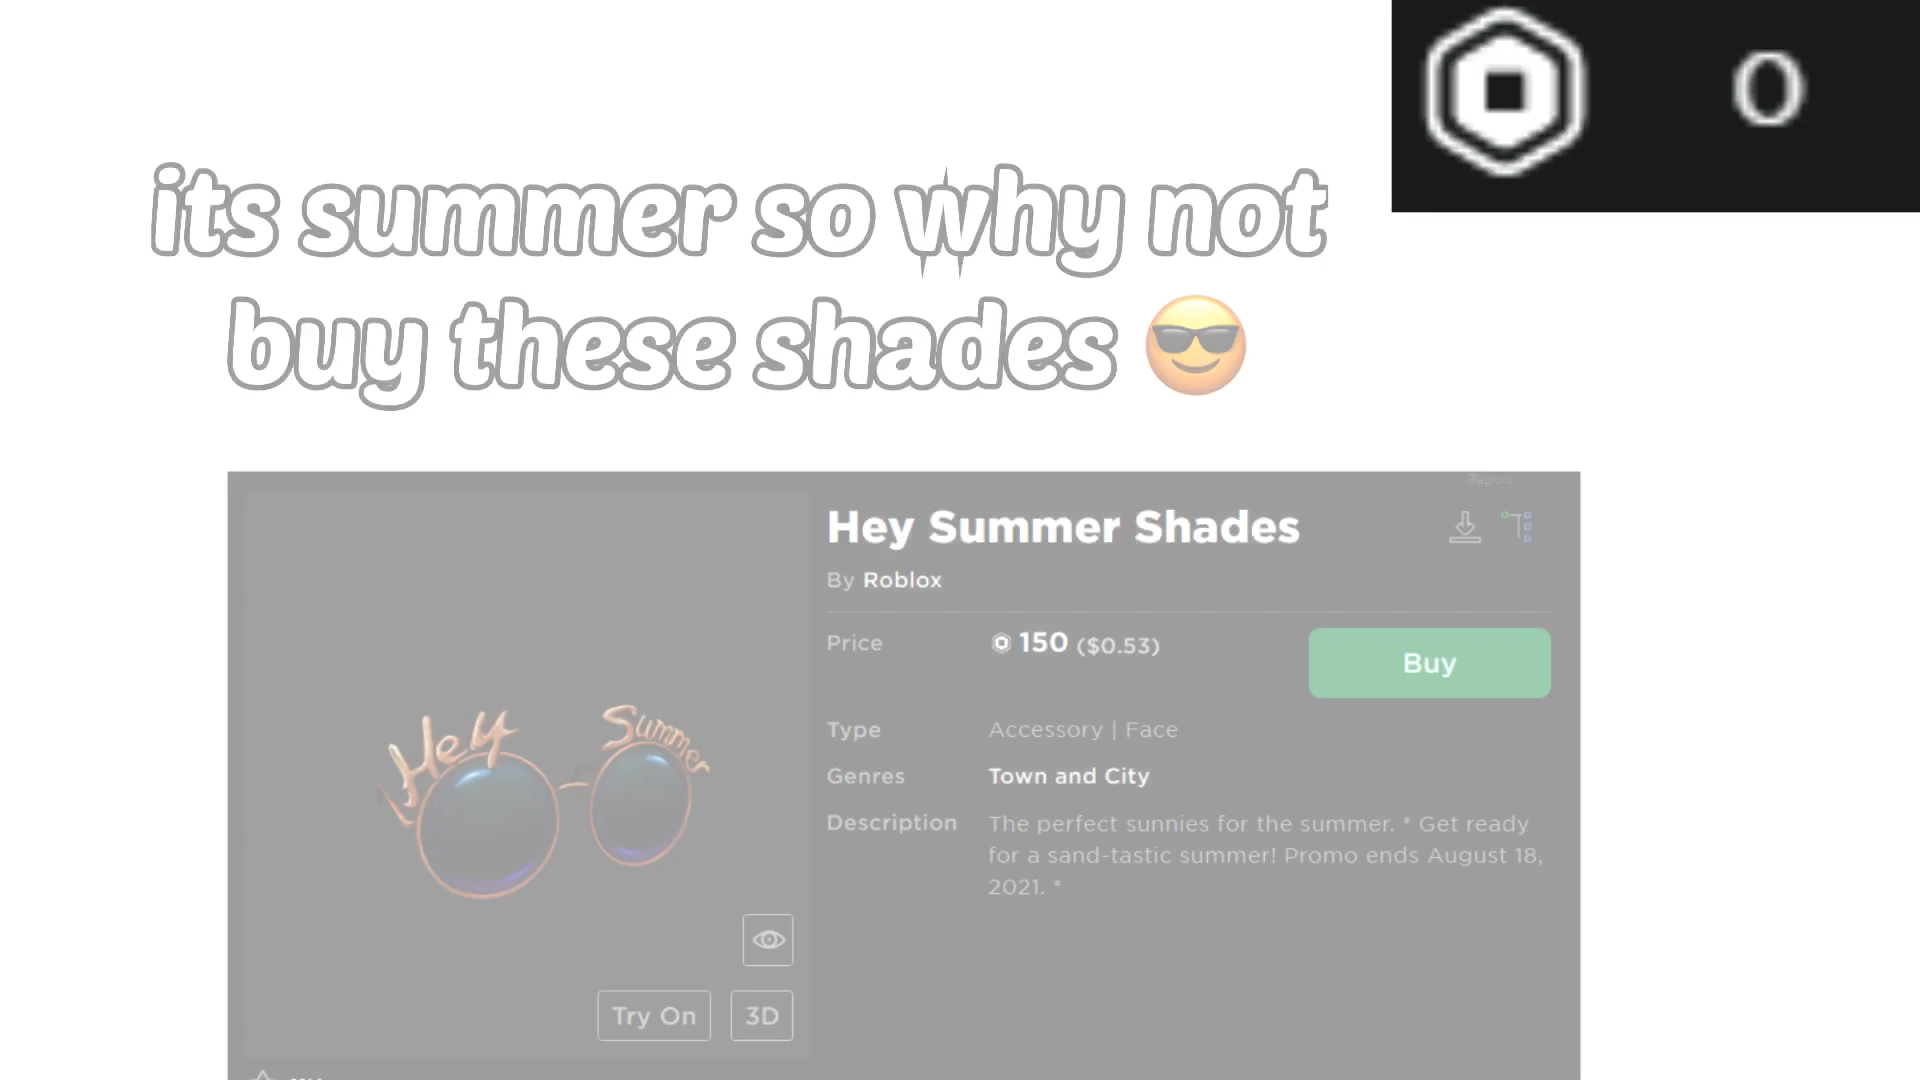 0
its summer so why not
buy these shades 😎
Report
Hey Summer Shades
By Roblox
Price 150 ($0.53)
Buy
Type Accessory | Face
Genres Town and City
Description The perfect sunnies for the summer. * Get ready
for a sand-tastic summer! Promo ends August 18,
2021. *
Hey Summer
Try On 3D